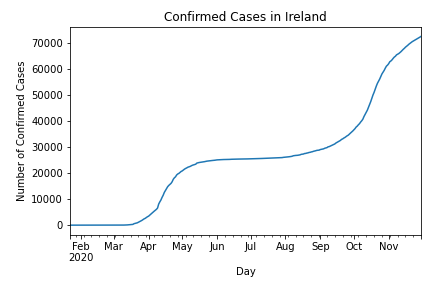 Confirmed Cases in Ireland
Number of Confirmed Cases
70000
60000
50000
40000
30000
20000
10000
0
Feb Mar Apr May Jun Jul Aug Sep Oct Nov
2020
Day